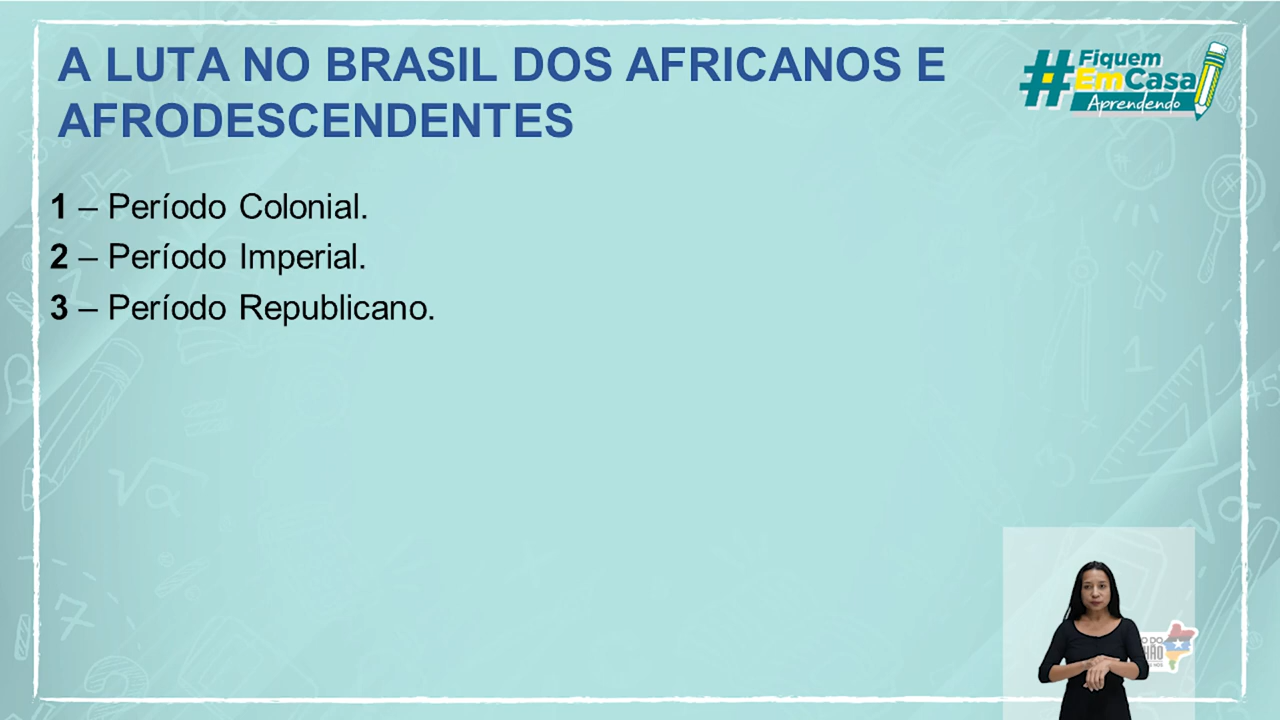 A LUTA NO BRASIL DOS AFRICANOS E
AFRODESCENDENTES
#Fiquem
EmCasa
Aprendendo
1 – Período Colonial.
2 – Período Imperial.
3 – Período Republicano.